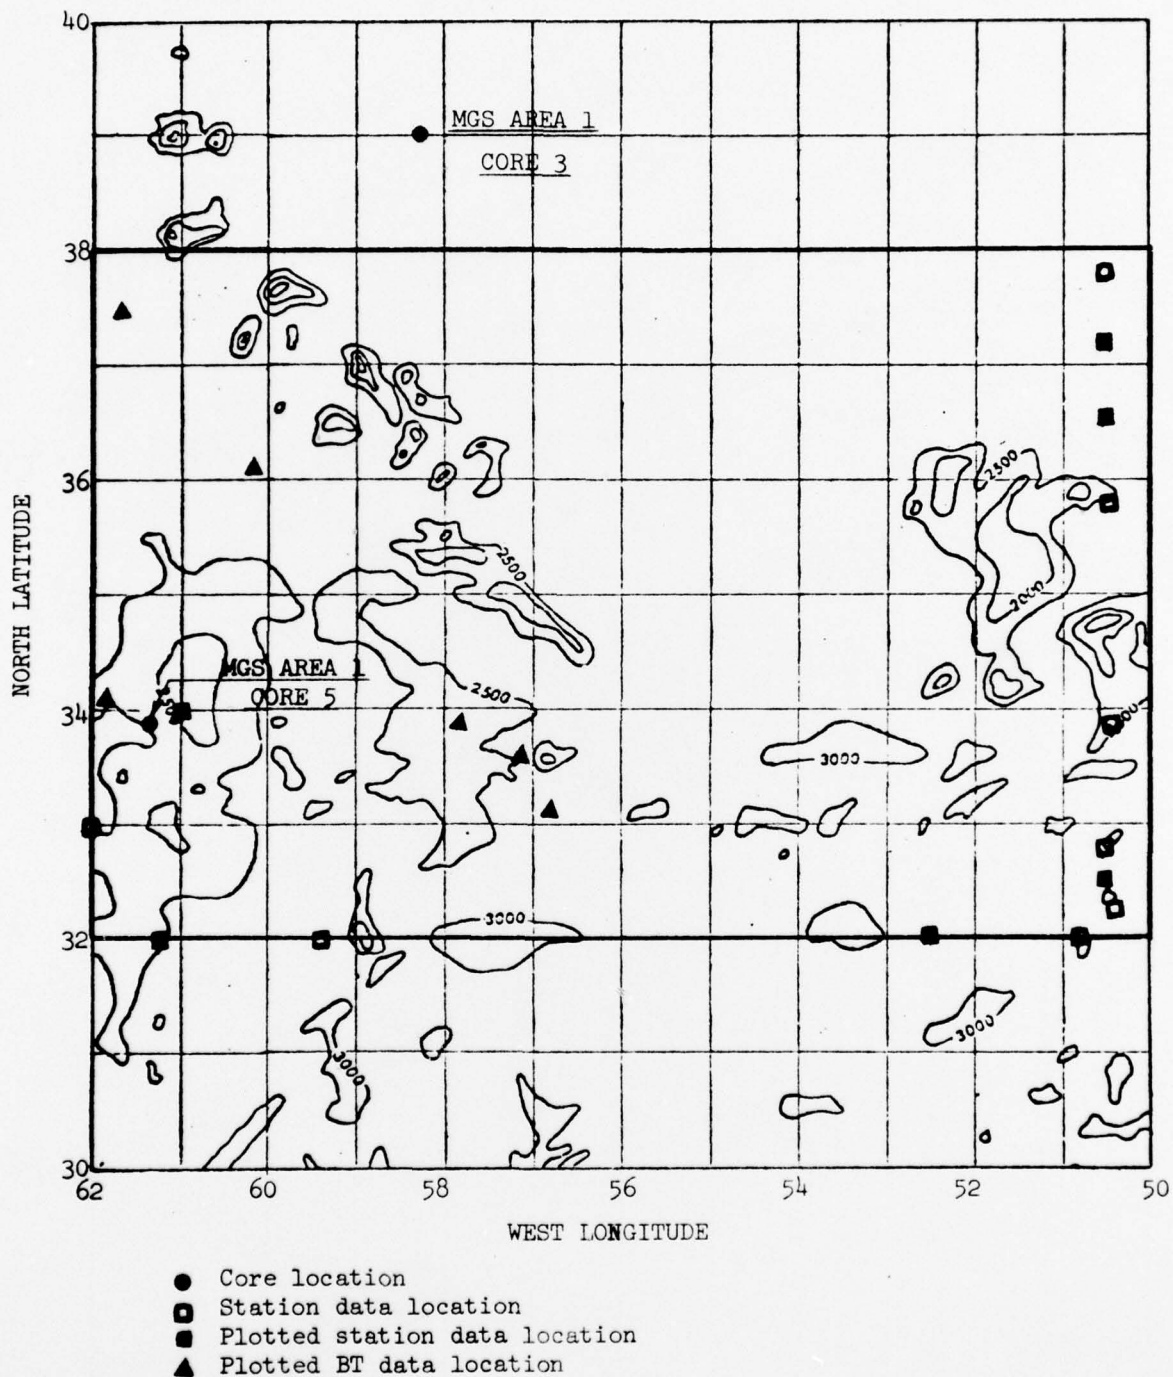 40
MGS AREA 1
CORE 3
38
36
2500
2000
2500
NORTH LATITUDE
MGS AREA 1
CORE 5
2500
34
3000
3000
32
3000
3000
30
62
60
58
56
54
52
50
WEST LONGITUDE
Core location
Station data location
Plotted station data location
Plotted BT data location